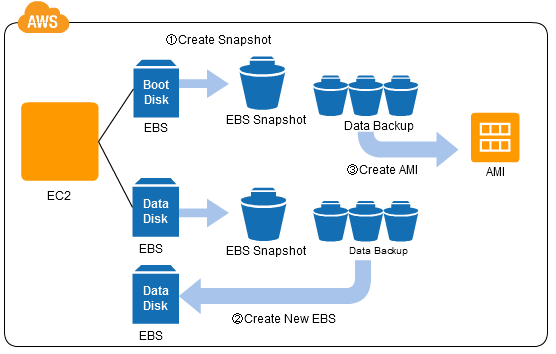 AWS
①Create Snapshot
Boot
Disk
EBS
EBS Snapshot
Data Backup
③Create AMI
AMI
EC2
Data
Disk
EBS
EBS Snapshot
Data Backup
Data
Disk
EBS
②Create New EBS